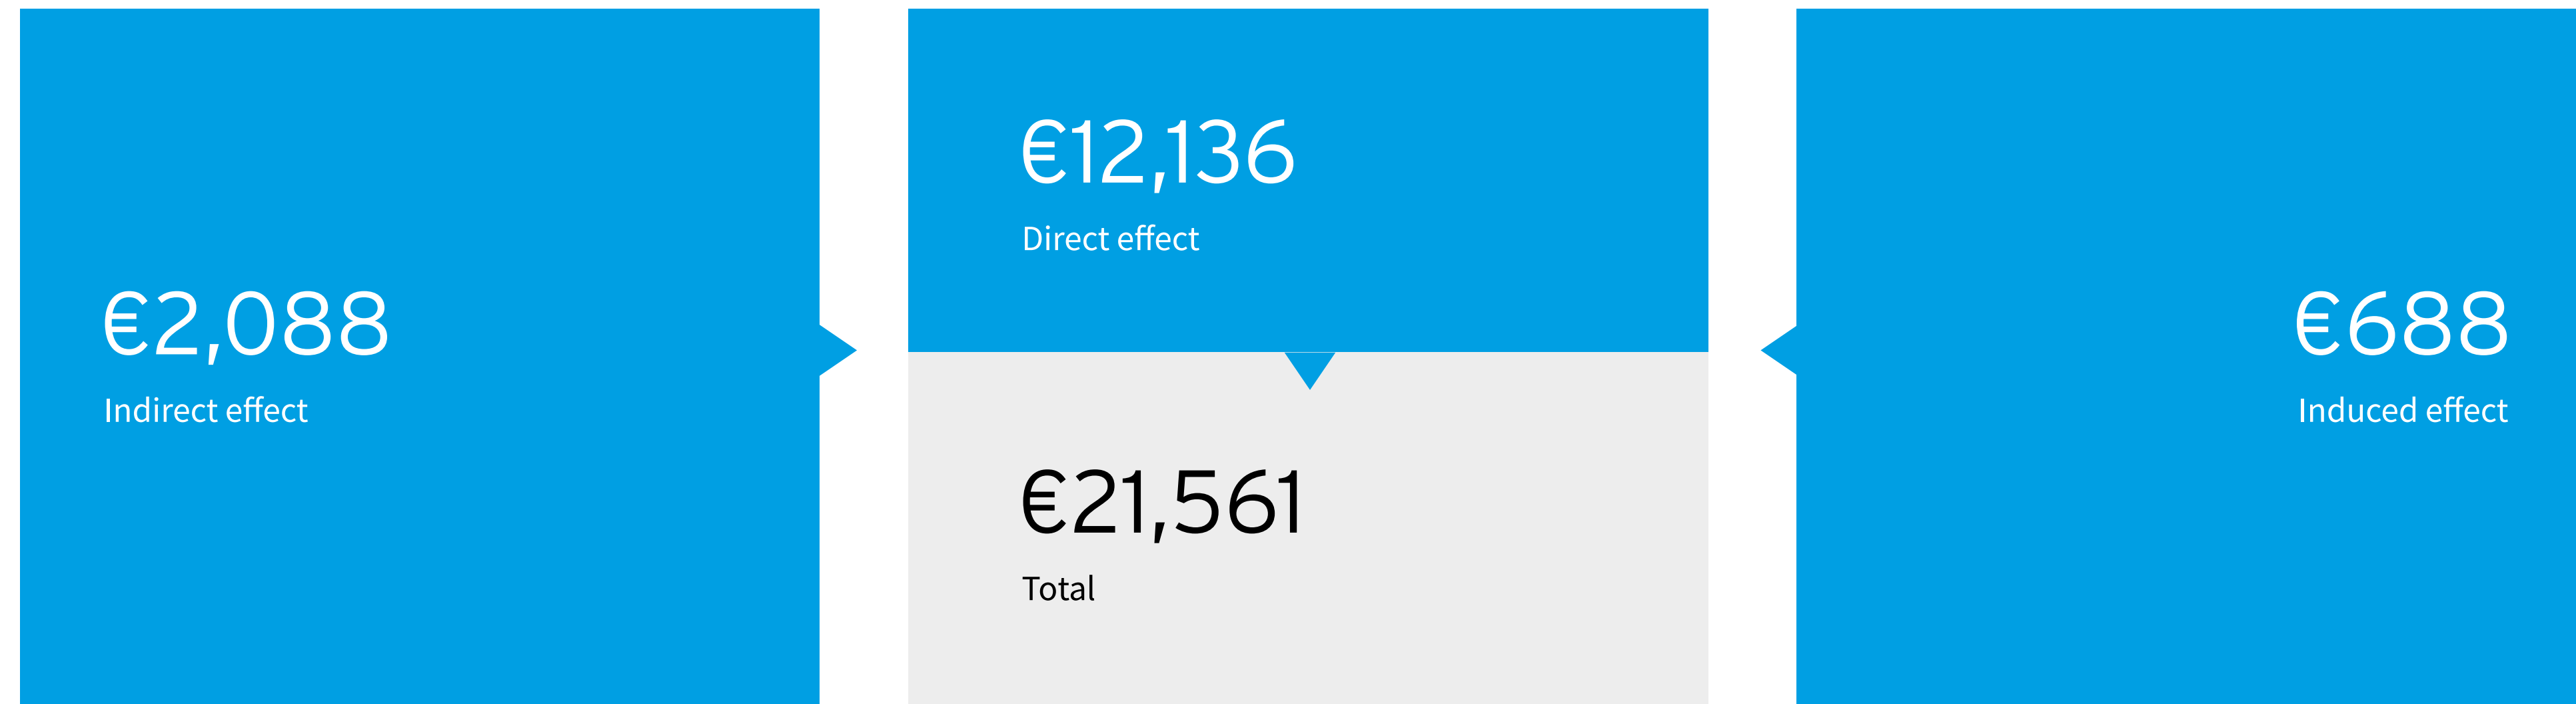 €2,088
Indirect effect
€12,136
Direct effect
€21,561
Total
€688
Induced effect